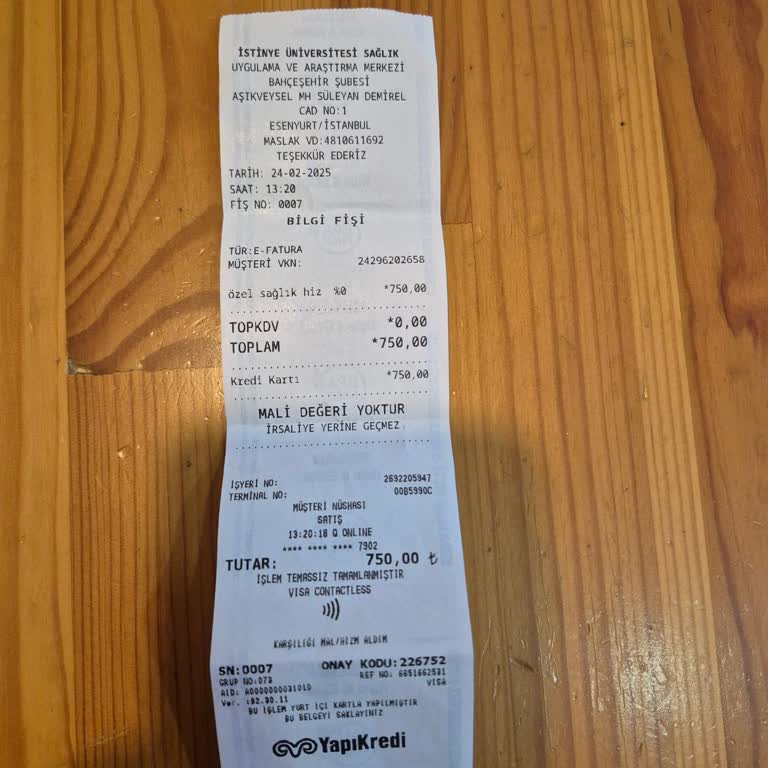 İSTİNYE ÜNİVERSİTESİ SAĞLIK
UYGULAMA VE ARAŞTIRMA MERKEZİ
BAHÇEŞEHİR ŞUBESİ
AŞIKVEYSEL MH SÜLEYAN DEMİREL
CAD NO:1
ESENYURT/İSTANBUL
MASLAK VD:4810611692
TEŞEKKÜR EDERİZ
TARİH: 24-02-2025
SAAT: 13:20
FİŞ NO: 0007
BİLGİ FİŞİ
TÜR:E-FATURA
MÜŞTERİ VKN: 24296202658
özel sağlık hiz %0 *750,00
TOPKDV *0,00
TOPLAM *750,00
Kredi Kartı *750,00
MALİ DEĞERİ YOKTUR
İRSALİYE YERİNE GEÇMEZ
İŞYERİ NO: 2692205947
TERMINAL NO: 00B5990C
MÜŞTERİ NÜSHASI
SATIŞ
13:20:18 Q ONLINE
**** **** **** 7902
TUTAR: 750,00 ₺
İŞLEM TEMASSIZ TAMAMLANMIŞTIR
VISA CONTACTLESS
KARŞILIĞI MAL/HİZM ALDIM
SN:0007 ONAY KODU:226752
GRUP NO:073 REF NO: 6651662531
AID: A0000000031010 VISA
Ver. :92.30.11
BU İŞLEM YURT İÇİ KARTLA YAPILMIŞTIR
BU BELGEYİ SAKLAYINIZ
YapıKredi